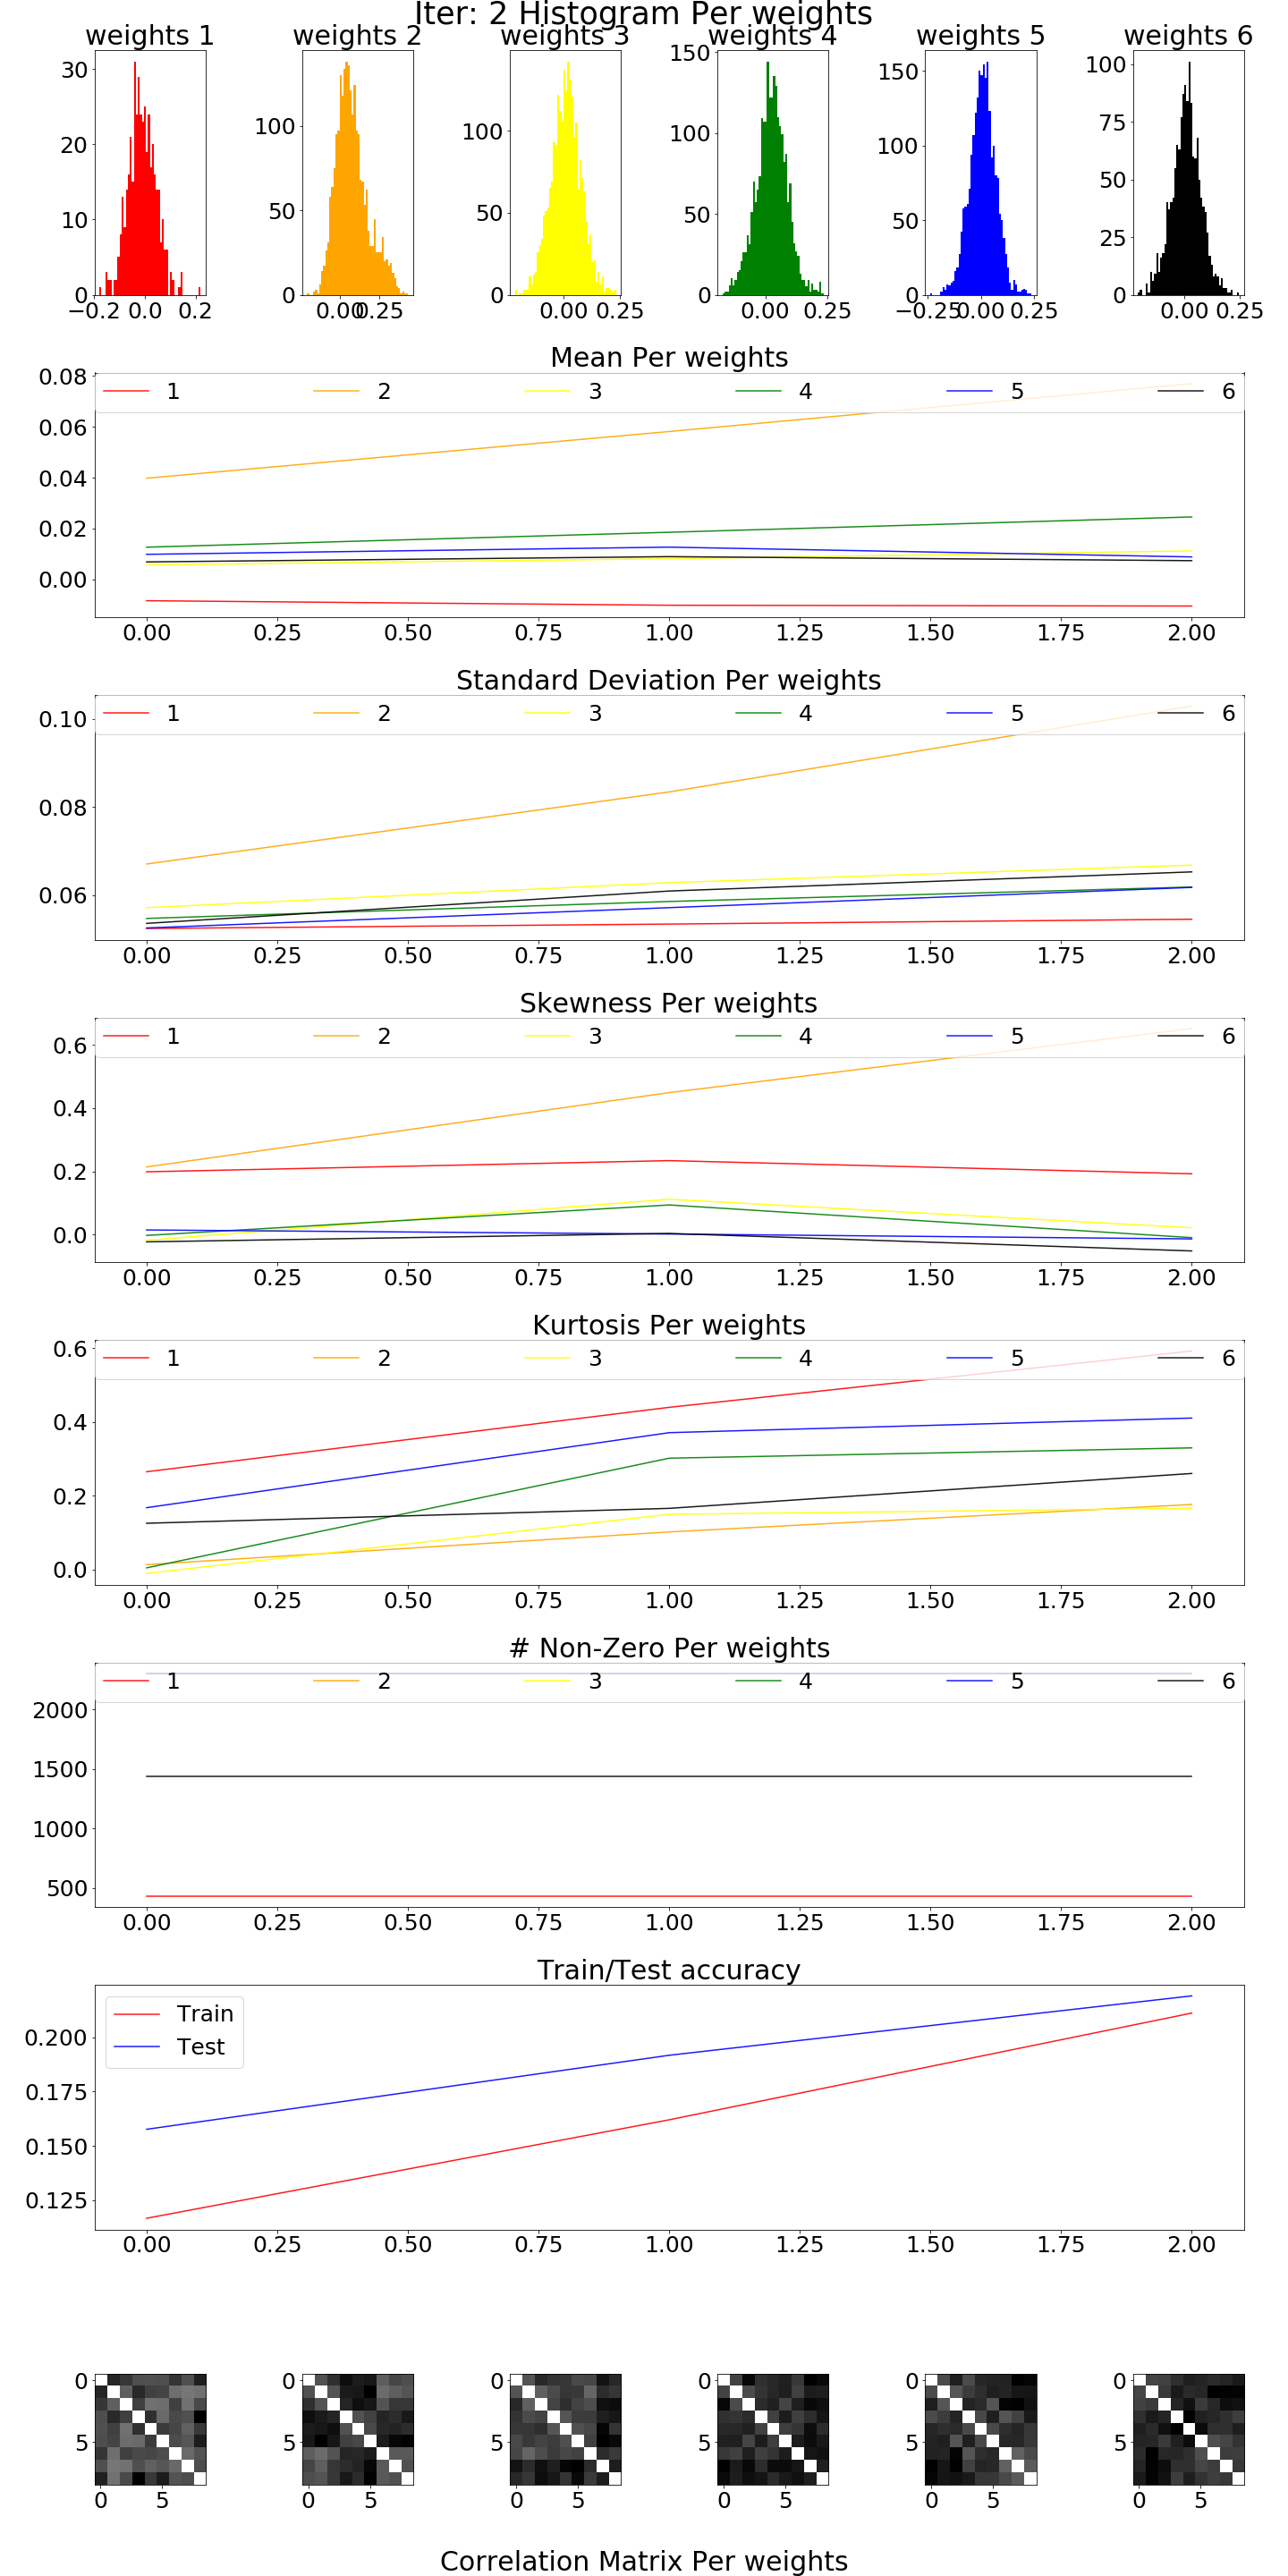 Iter: 2 Histogram Per weights
weights 1 weights 2 weights 3 weights 4 weights 5 weights 6
30 20 10 0
−0.2 0.0 0.2
100 50 0
0.00 0.25
100 50 0
0.00 0.25
150 100 50 0
0.00 0.25
150 100 50 0
−0.25 0.00 0.25
100 75 50 25 0
0.00 0.25
Mean Per weights
1 2 3 4 5 6
0.08
0.06
0.04
0.02
0.00
0.00 0.25 0.50 0.75 1.00 1.25 1.50 1.75 2.00
Standard Deviation Per weights
1 2 3 4 5 6
0.10
0.08
0.06
0.00 0.25 0.50 0.75 1.00 1.25 1.50 1.75 2.00
Skewness Per weights
1 2 3 4 5 6
0.6
0.4
0.2
0.0
0.00 0.25 0.50 0.75 1.00 1.25 1.50 1.75 2.00
Kurtosis Per weights
1 2 3 4 5 6
0.6
0.4
0.2
0.0
0.00 0.25 0.50 0.75 1.00 1.25 1.50 1.75 2.00
# Non-Zero Per weights
1 2 3 4 5 6
2000
1500
1000
500
0.00 0.25 0.50 0.75 1.00 1.25 1.50 1.75 2.00
Train/Test accuracy
Train
Test
0.200
0.175
0.150
0.125
0.00 0.25 0.50 0.75 1.00 1.25 1.50 1.75 2.00
0 0 0 0 0 0
5 5 5 5 5 5
0 5 0 5 0 5 0 5 0 5 0 5
Correlation Matrix Per weights